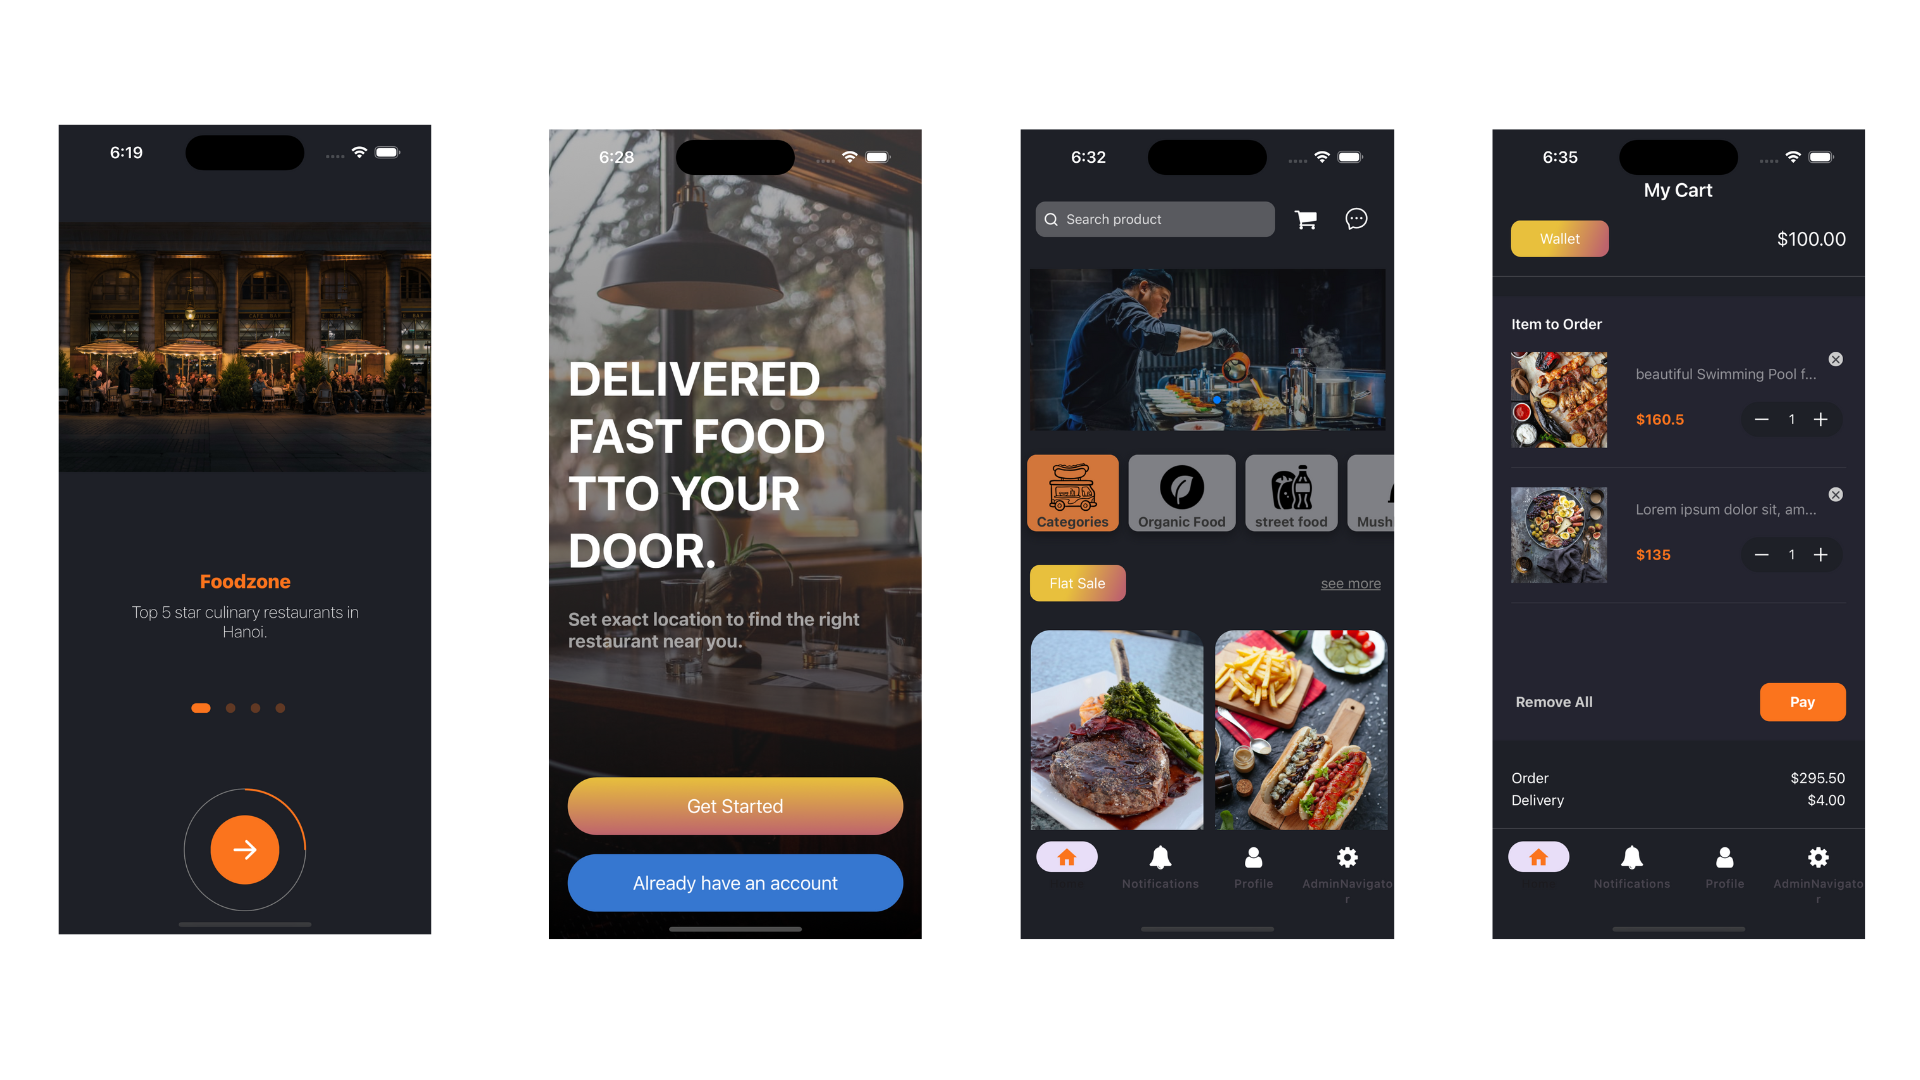 6:19
Foodzone
Top 5 star culinary restaurants in
Hanoi.
6:28
DELIVERED
FAST FOOD
TTO YOUR
DOOR.
Set exact location to find the right
restaurant near you.
Get Started
Already have an account
6:32
Search product
Categories
Organic Food
street food
Mush
Flat Sale
see more
Notifications
Profile
AdminNavigato
r
6:35
My Cart
Wallet
$100.00
Item to Order
beautiful Swimming Pool f...
$160.5
1
Lorem ipsum dolor sit, am...
$135
1
Remove All
Pay
Order
$295.50
Delivery
$4.00
Notifications
Profile
AdminNavigato
r